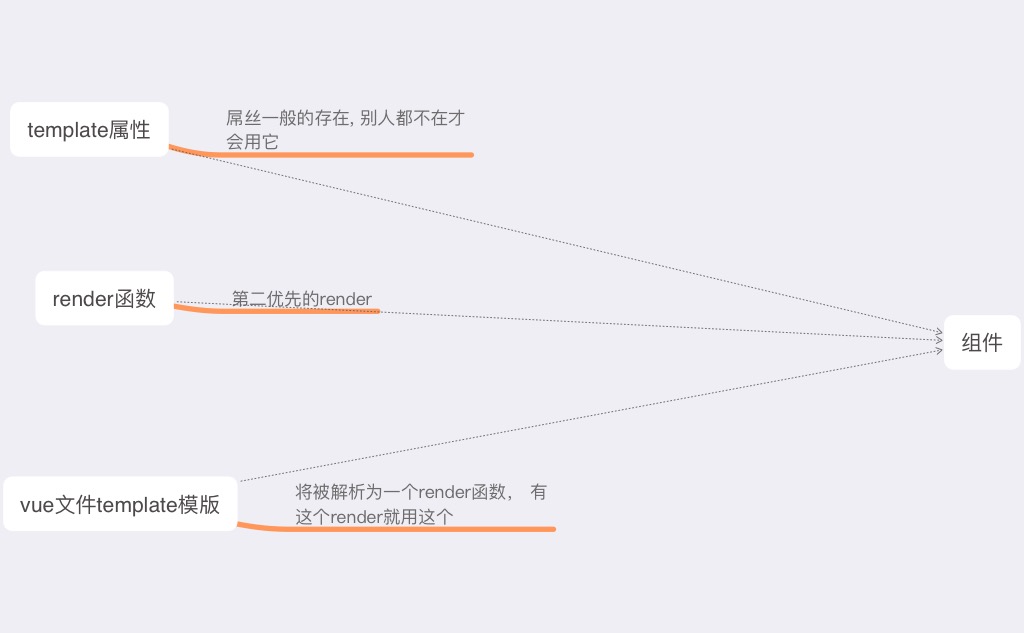 template属性
屌丝一般的存在, 别人都不在才
会用它
render函数
第二优先的render
组件
vue文件template模版
将被解析为一个render函数， 有
这个render就用这个